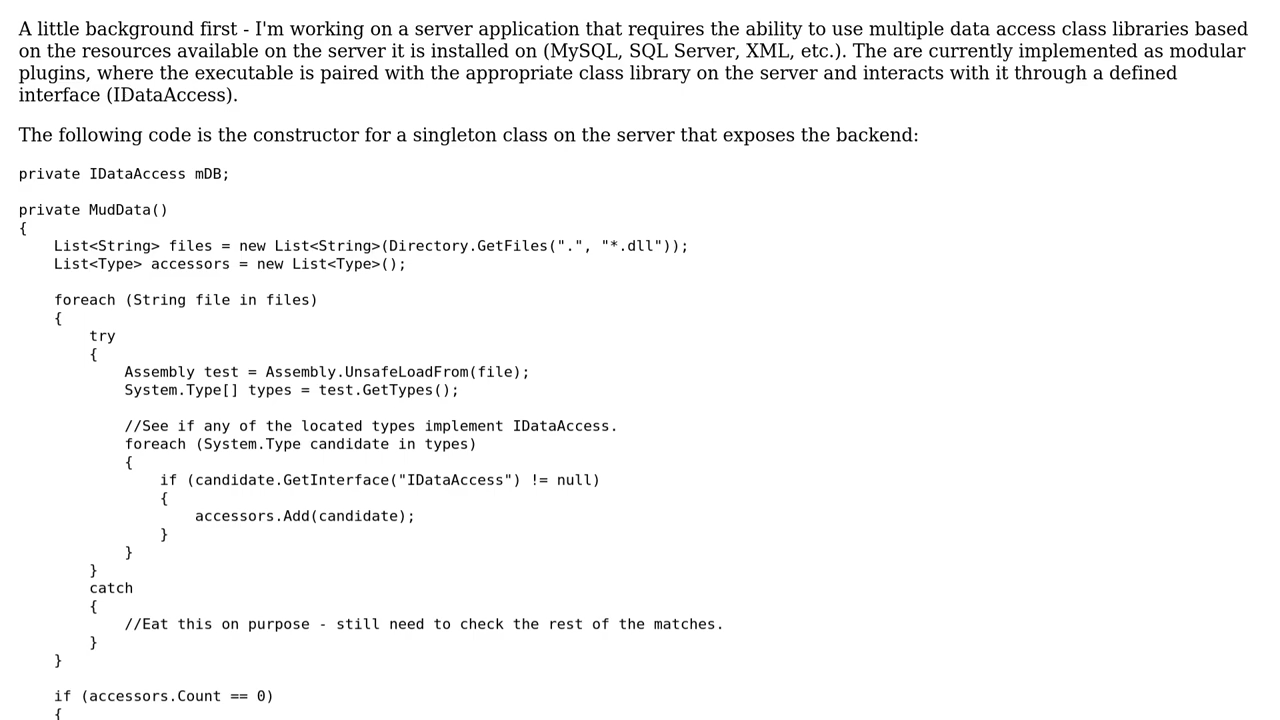 A little background first - I'm working on a server application that requires the ability to use multiple data access class libraries based
on the resources available on the server it is installed on (MySQL, SQL Server, XML, etc.). The are currently implemented as modular
plugins, where the executable is paired with the appropriate class library on the server and interacts with it through a defined
interface (IDataAccess).
The following code is the constructor for a singleton class on the server that exposes the backend:
private IDataAccess mDB;
private MudData()
{
    List<String> files = new List<String>(Directory.GetFiles(".", "*.dll"));
    List<Type> accessors = new List<Type>();
    foreach (String file in files)
    {
        try
        {
            Assembly test = Assembly.UnsafeLoadFrom(file);
            System.Type[] types = test.GetTypes();
            //See if any of the located types implement IDataAccess.
            foreach (System.Type candidate in types)
            {
                if (candidate.GetInterface("IDataAccess") != null)
                {
                    accessors.Add(candidate);
                }
            }
        }
        catch
        {
            //Eat this on purpose - still need to check the rest of the matches.
        }
    }
    if (accessors.Count == 0)
    {